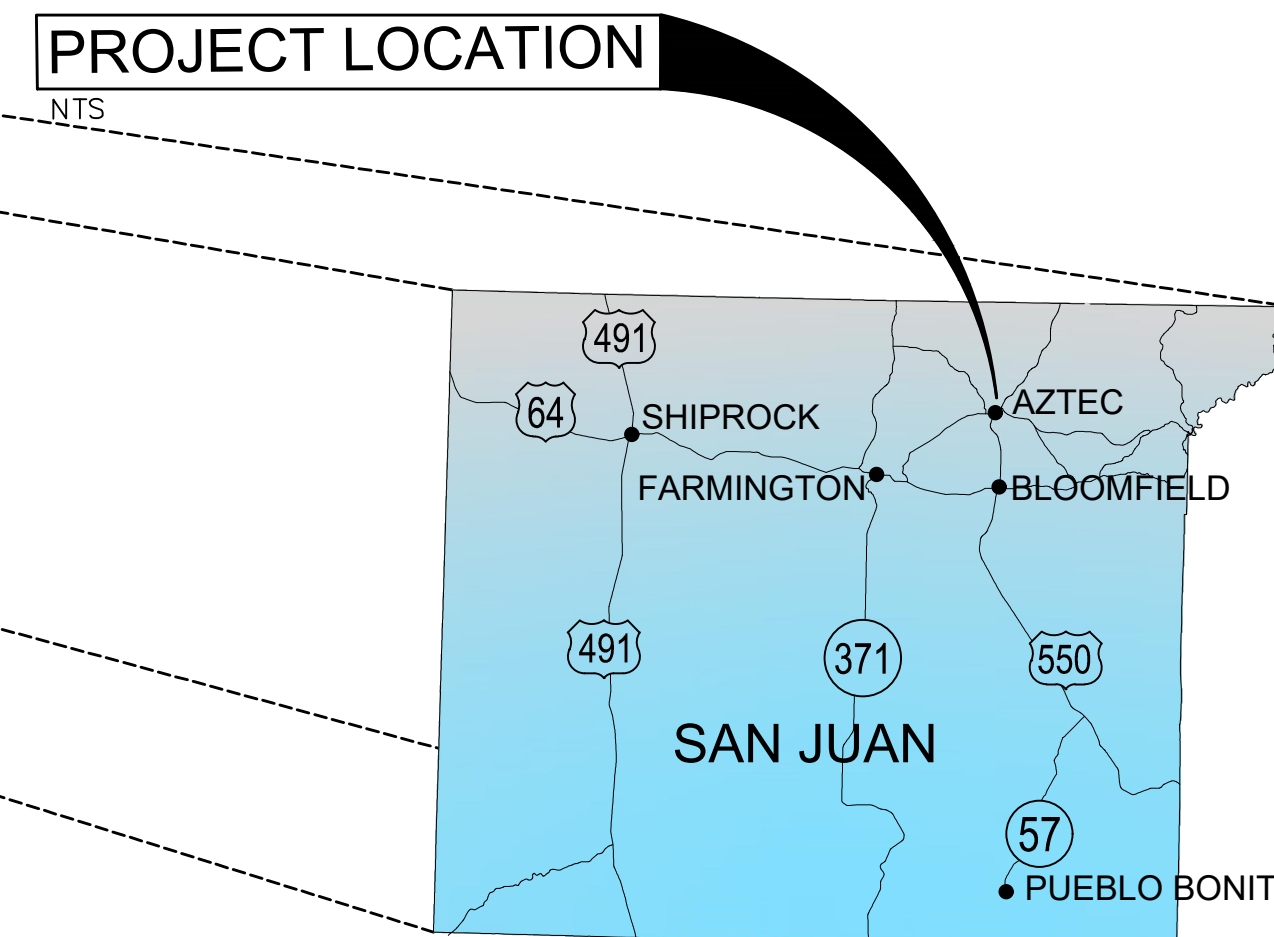 PROJECT LOCATION
NTS
491
64
AZTEC
SHIPROCK
FARMINGTON
BLOOMFIELD
491
371
550
SAN JUAN
57
PUEBLO BONIT